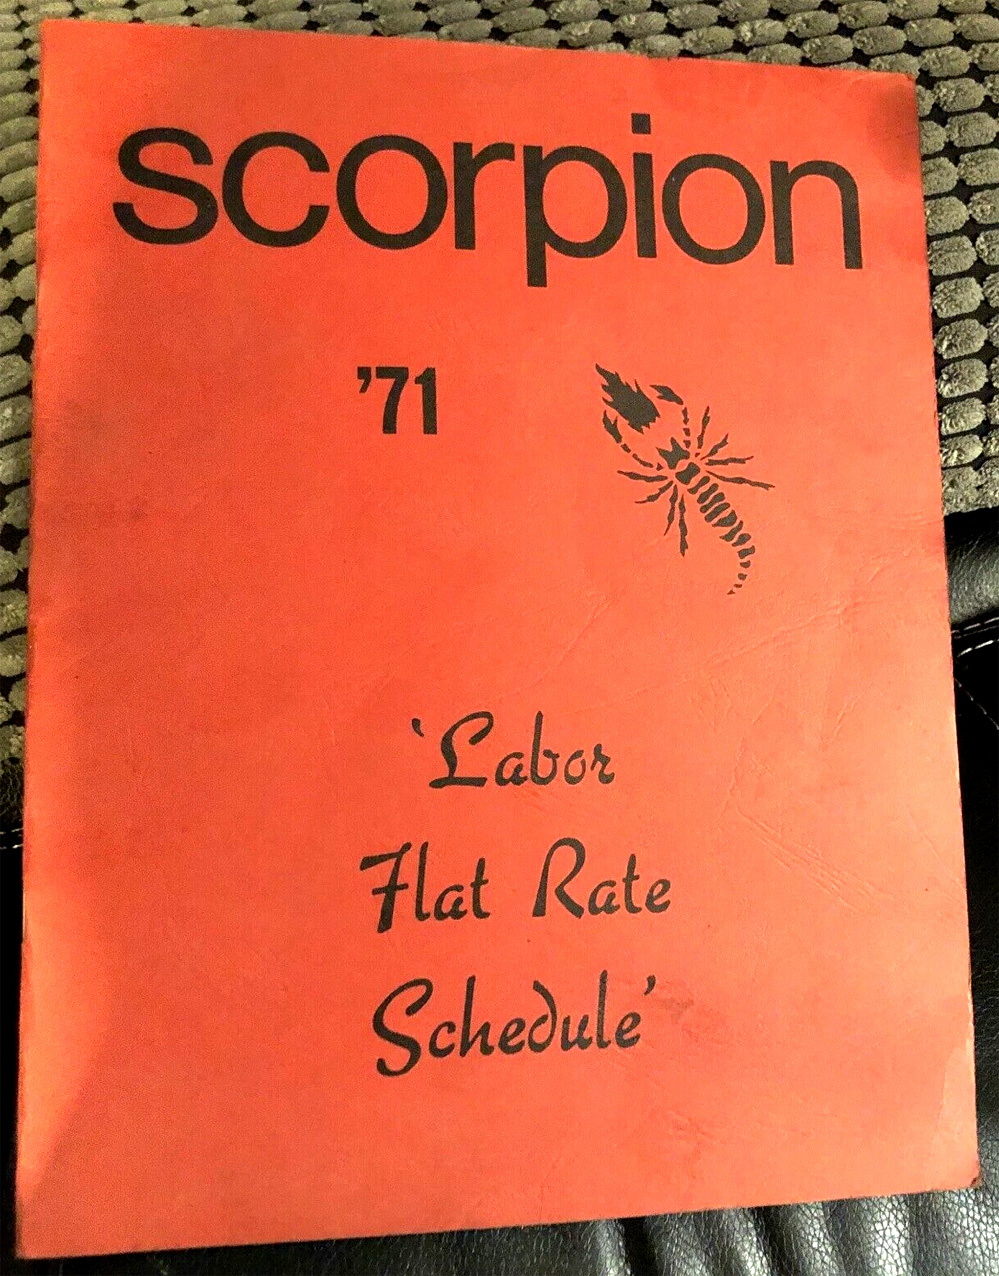 scorpion
'71
'Labor
Flat Rate
Schedule'